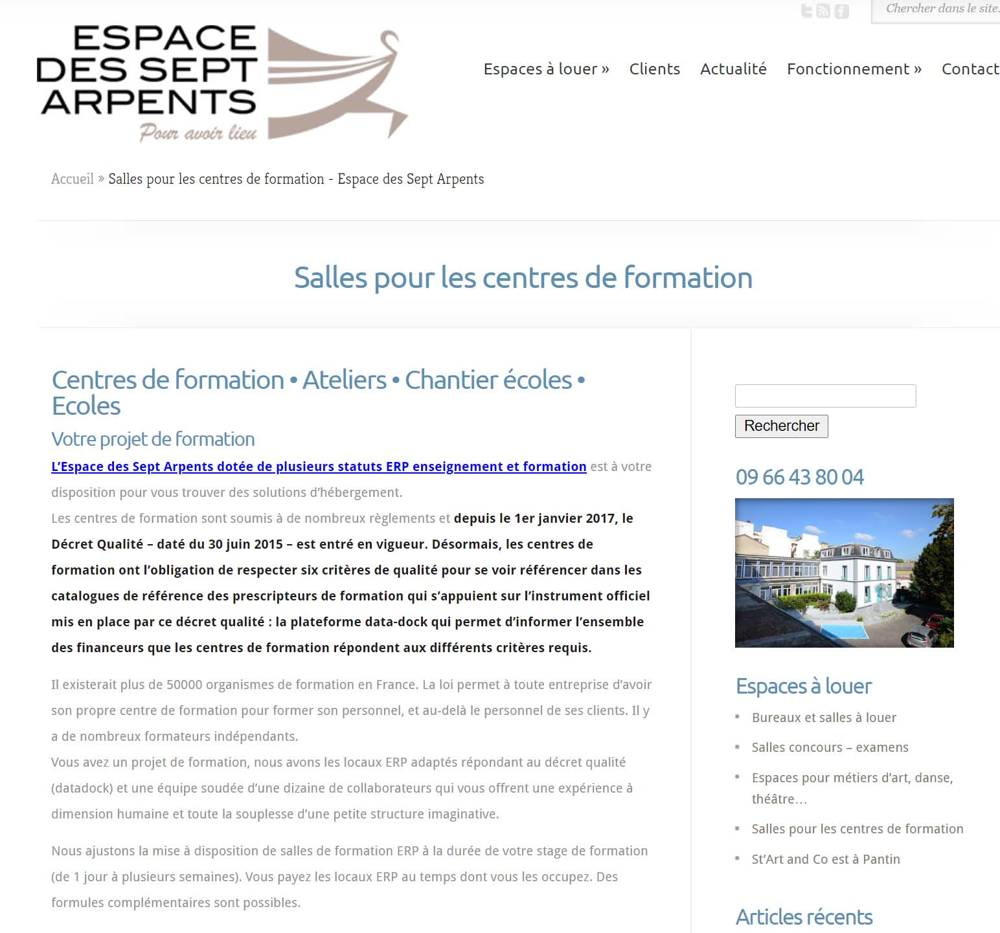 Chercher dans le site.
ESPACE
DES SEPT
ARPENTS
Pour avoir lieu
Espaces à louer » Clients Actualité Fonctionnement » Contact
Accueil » Salles pour les centres de formation - Espace des Sept Arpents
Salles pour les centres de formation
Centres de formation • Ateliers • Chantier écoles •
Ecoles
Votre projet de formation
L’Espace des Sept Arpents dotée de plusieurs statuts ERP enseignement et formation est à votre
disposition pour vous trouver des solutions d’hébergement.
Les centres de formation sont soumis à de nombreux règlements et depuis le 1er janvier 2017, le
Décret Qualité – daté du 30 juin 2015 – est entré en vigueur. Désormais, les centres de
formation ont l’obligation de respecter six critères de qualité pour se voir référencer dans les
catalogues de référence des prescripteurs de formation qui s’appuient sur l’instrument officiel
mis en place par ce décret qualité : la plateforme data-dock qui permet d’informer l’ensemble
des financeurs que les centres de formation répondent aux différents critères requis.
Il existerait plus de 50000 organismes de formation en France. La loi permet à toute entreprise d’avoir
son propre centre de formation pour former son personnel, et au-delà le personnel de ses clients. Il y
a de nombreux formateurs indépendants.
Vous avez un projet de formation, nous avons les locaux ERP adaptés répondant au décret qualité
(datadock) et une équipe soudée d’une dizaine de collaborateurs qui vous offrent une expérience à
dimension humaine et toute la souplesse d’une petite structure imaginative.
Nous ajustons la mise à disposition de salles de formation ERP à la durée de votre stage de formation
(de 1 jour à plusieurs semaines). Vous payez les locaux ERP au temps dont vous les occupez. Des
formules complémentaires sont possibles.
Rechercher
09 66 43 80 04
Espaces à louer
Bureaux et salles à louer
Salles concours – examens
Espaces pour métiers d’art, danse,
théâtre…
Salles pour les centres de formation
St’Art and Co est à Pantin
Articles récents